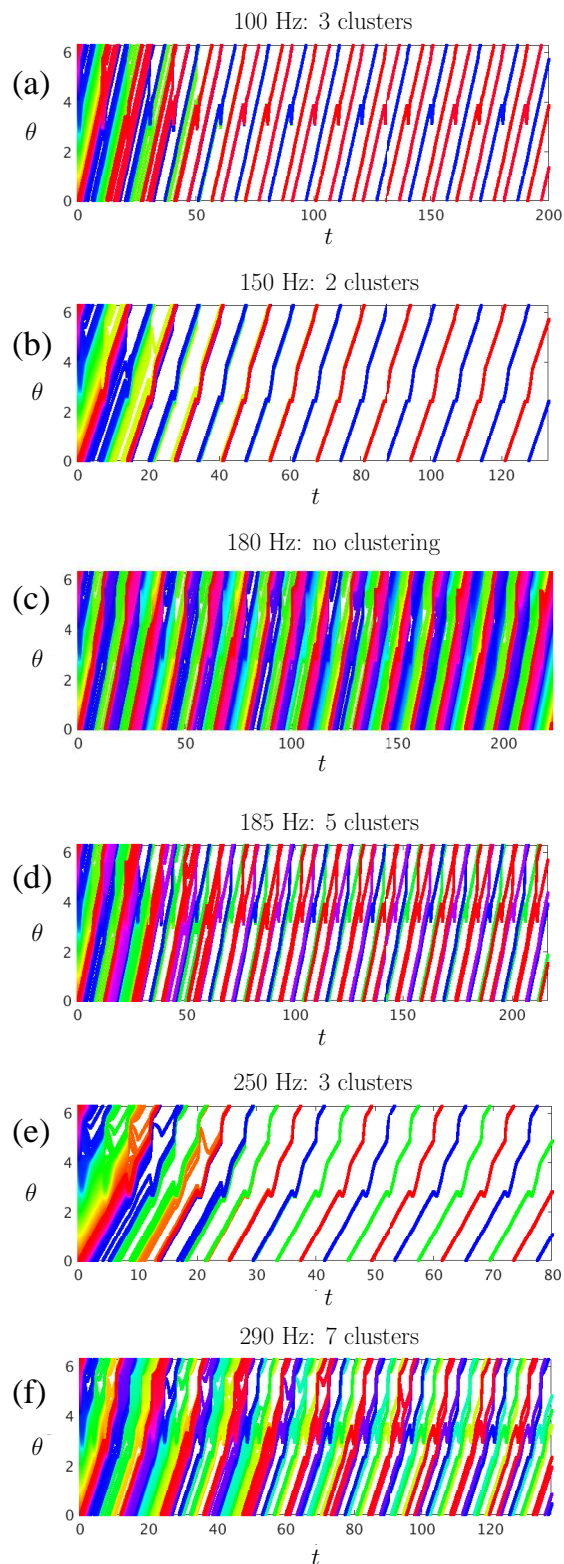 100 Hz: 3 clusters
(a)
6
4
θ
2
0
0 50 100 150 200
t
150 Hz: 2 clusters
(b)
6
4
θ
2
0
0 20 40 60 80 100 120
t
180 Hz: no clustering
(c)
6
4
θ
2
0
0 50 100 150 200
t
185 Hz: 5 clusters
(d)
6
4
θ
2
0
0 50 100 150 200
t
250 Hz: 3 clusters
(e)
6
4
θ
2
0
0 10 20 30 40 50 60 70 80
t
290 Hz: 7 clusters
(f)
6
4
θ
2
0
0 20 40 60 80 100 120
t